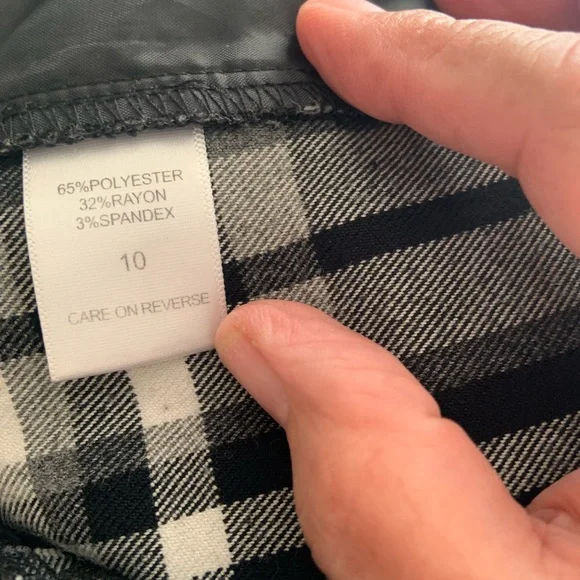 65%POLYESTER
32%RAYON
3%SPANDEX
10
CARE ON REVERSE